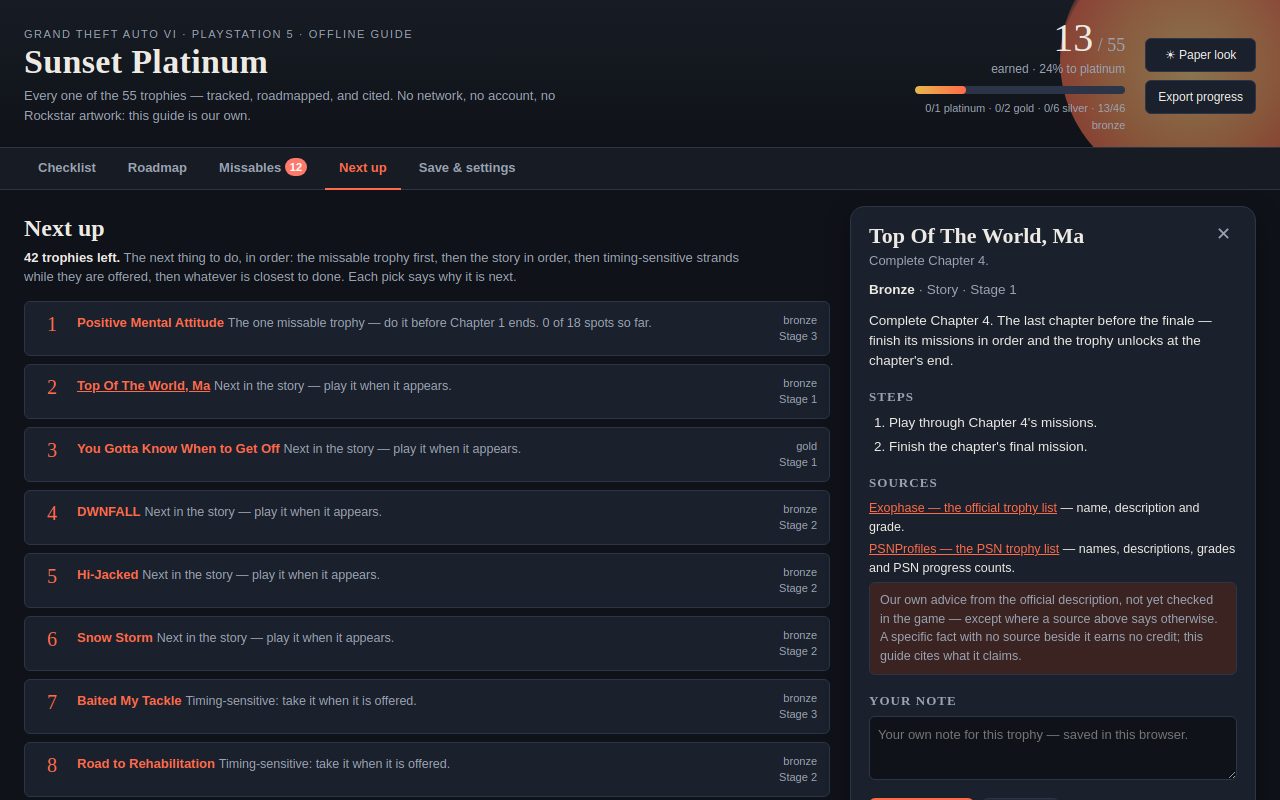 GRAND THEFT AUTO VI · PLAYSTATION 5 · OFFLINE GUIDE
Sunset Platinum
Every one of the 55 trophies — tracked, roadmapped, and cited. No network, no account, no
Rockstar artwork: this guide is our own.
13 / 55
earned · 24% to platinum
0/1 platinum · 0/2 gold · 0/6 silver · 13/46
bronze
☀ Paper look
Export progress
Checklist
Roadmap
Missables 12
Next up
Save & settings
Next up
42 trophies left. The next thing to do, in order: the missable trophy first, then the story in order, then timing-sensitive strands
while they are offered, then whatever is closest to done. Each pick says why it is next.
1 Positive Mental Attitude The one missable trophy — do it before Chapter 1 ends. 0 of 18 spots so far. bronze
Stage 3
2 Top Of The World, Ma Next in the story — play it when it appears. bronze
Stage 1
3 You Gotta Know When to Get Off Next in the story — play it when it appears. gold
Stage 1
4 DWNFALL Next in the story — play it when it appears. bronze
Stage 2
5 Hi-Jacked Next in the story — play it when it appears. bronze
Stage 2
6 Snow Storm Next in the story — play it when it appears. bronze
Stage 2
7 Baited My Tackle Timing-sensitive: take it when it is offered. bronze
Stage 3
8 Road to Rehabilitation Timing-sensitive: take it when it is offered. bronze
Stage 2
Top Of The World, Ma ✕
Complete Chapter 4.
Bronze · Story · Stage 1
Complete Chapter 4. The last chapter before the finale —
finish its missions in order and the trophy unlocks at the
chapter's end.
STEPS
1. Play through Chapter 4's missions.
2. Finish the chapter's final mission.
SOURCES
Exophase — the official trophy list — name, description and
grade.
PSNProfiles — the PSN trophy list — names, descriptions, grades
and PSN progress counts.
Our own advice from the official description, not yet checked
in the game — except where a source above says otherwise.
A specific fact with no source beside it earns no credit; this
guide cites what it claims.
YOUR NOTE
Your own note for this trophy — saved in this browser.